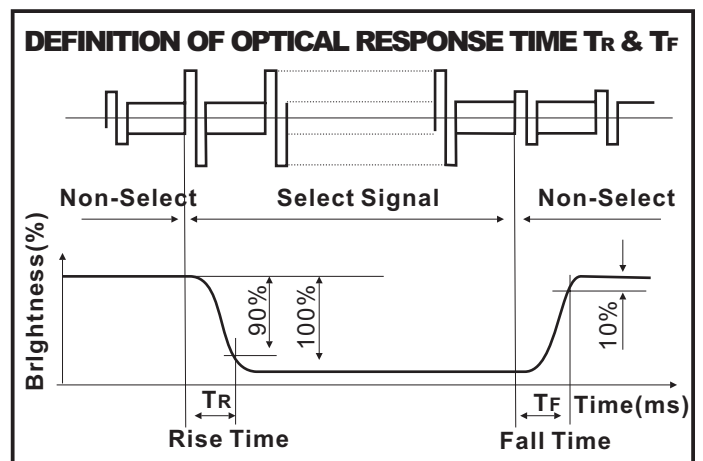 DEFINITION OF OPTICAL RESPONSE TIME TR & TF
Non-Select Select Signal Non-Select
BrIghtness(%)
90%
100%
10%
TR TF Time(ms)
Rise Time Fall Time